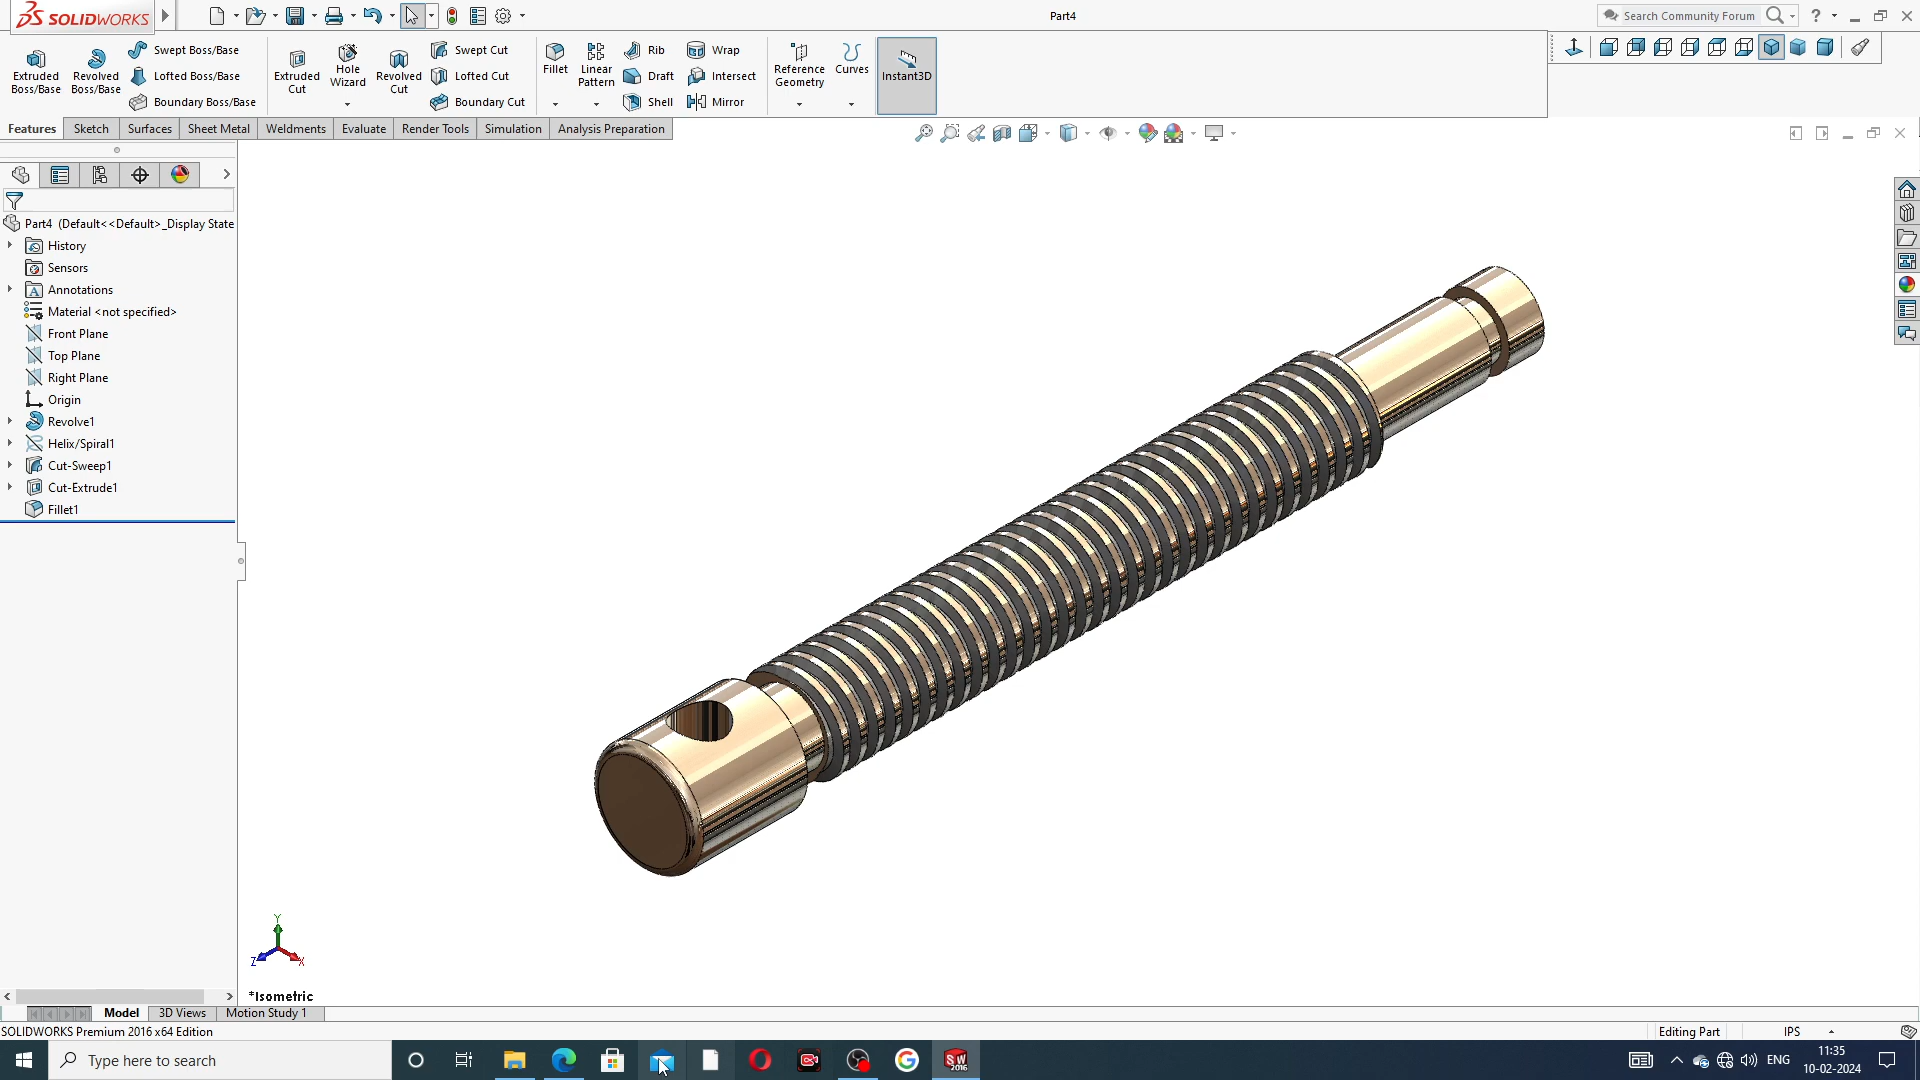 SOLIDWORKS
Part4
Search Community Forum
Extruded Boss/Base
Revolved Boss/Base
Swept Boss/Base
Lofted Boss/Base
Boundary Boss/Base
Extruded Cut
Hole Wizard
Revolved Cut
Swept Cut
Lofted Cut
Boundary Cut
Fillet
Linear Pattern
Rib
Draft
Shell
Wrap
Intersect
Mirror
Reference Geometry
Curves
Instant3D
Features
Sketch
Surfaces
Sheet Metal
Weldments
Evaluate
Render Tools
Simulation
Analysis Preparation
Part4 (Default<<Default>_Display State
History
Sensors
Annotations
Material <not specified>
Front Plane
Top Plane
Right Plane
Origin
Revolve1
Helix/Spiral1
Cut-Sweep1
Cut-Extrude1
Fillet1
Y
Z
X
*Isometric
Model
3D Views
Motion Study 1
SOLIDWORKS Premium 2016 x64 Edition
Editing Part
IPS
Type here to search
SW
2016
ENG
11:35
10-02-2024